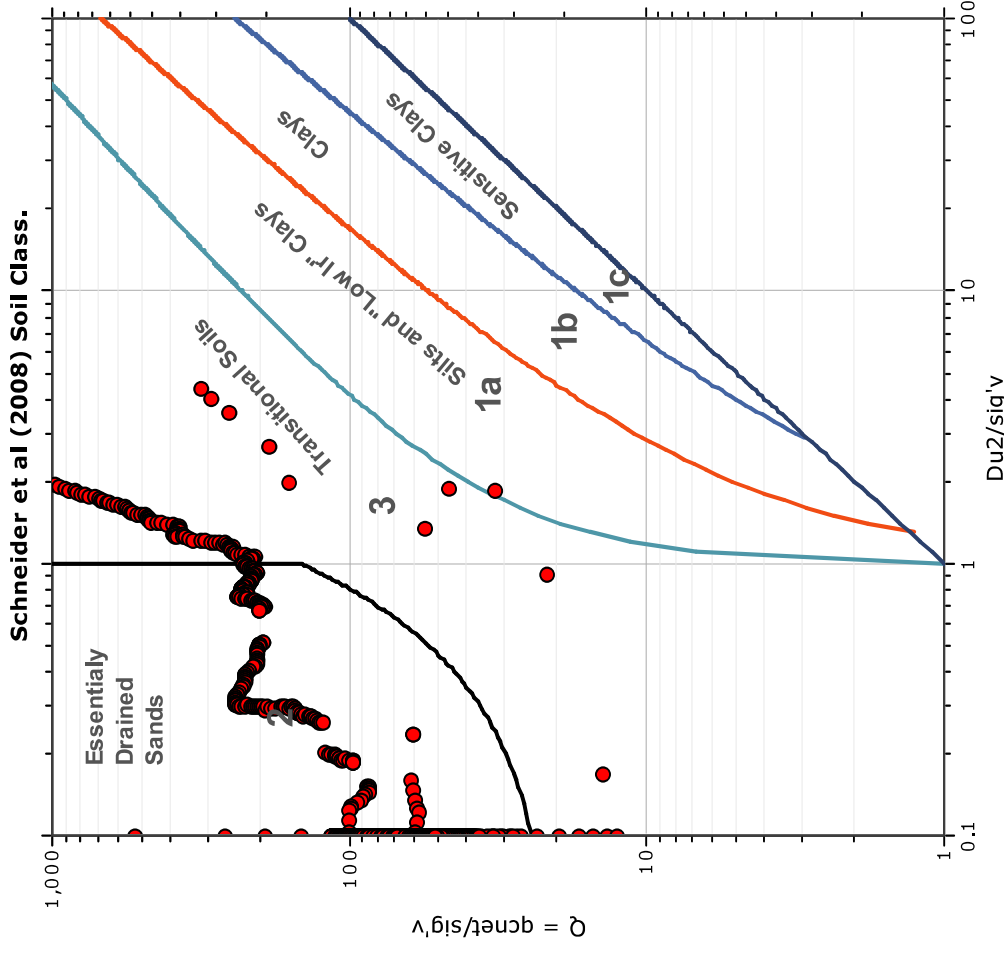 Schneider et al (2008) Soil Class.
Essentialy
Drained
Sands
Transitional Soils
Silts and "Low Ir" Clays
Clays
Sensitive Clays
2
3
1a
1b
1c
1,000
100
10
1
0.1
1
10
100
Q = qcnet/sig'v
Du2/sig'v